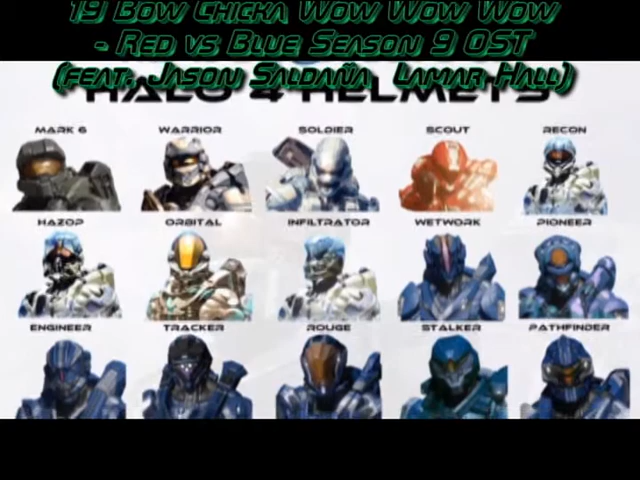 19 Bow Chicka Wow Wow Wow
- Red vs Blue Season 9 OST
(feat. Jason Saldaña Lamar Hall)
HALO 4 HELMETS
MARK 6 WARRIOR SOLDIER SCOUT RECON
HAZOP ORBITAL INFILTRATOR WETWORK PIONEER
ENGINEER TRACKER ROUGE STALKER PATHFINDER